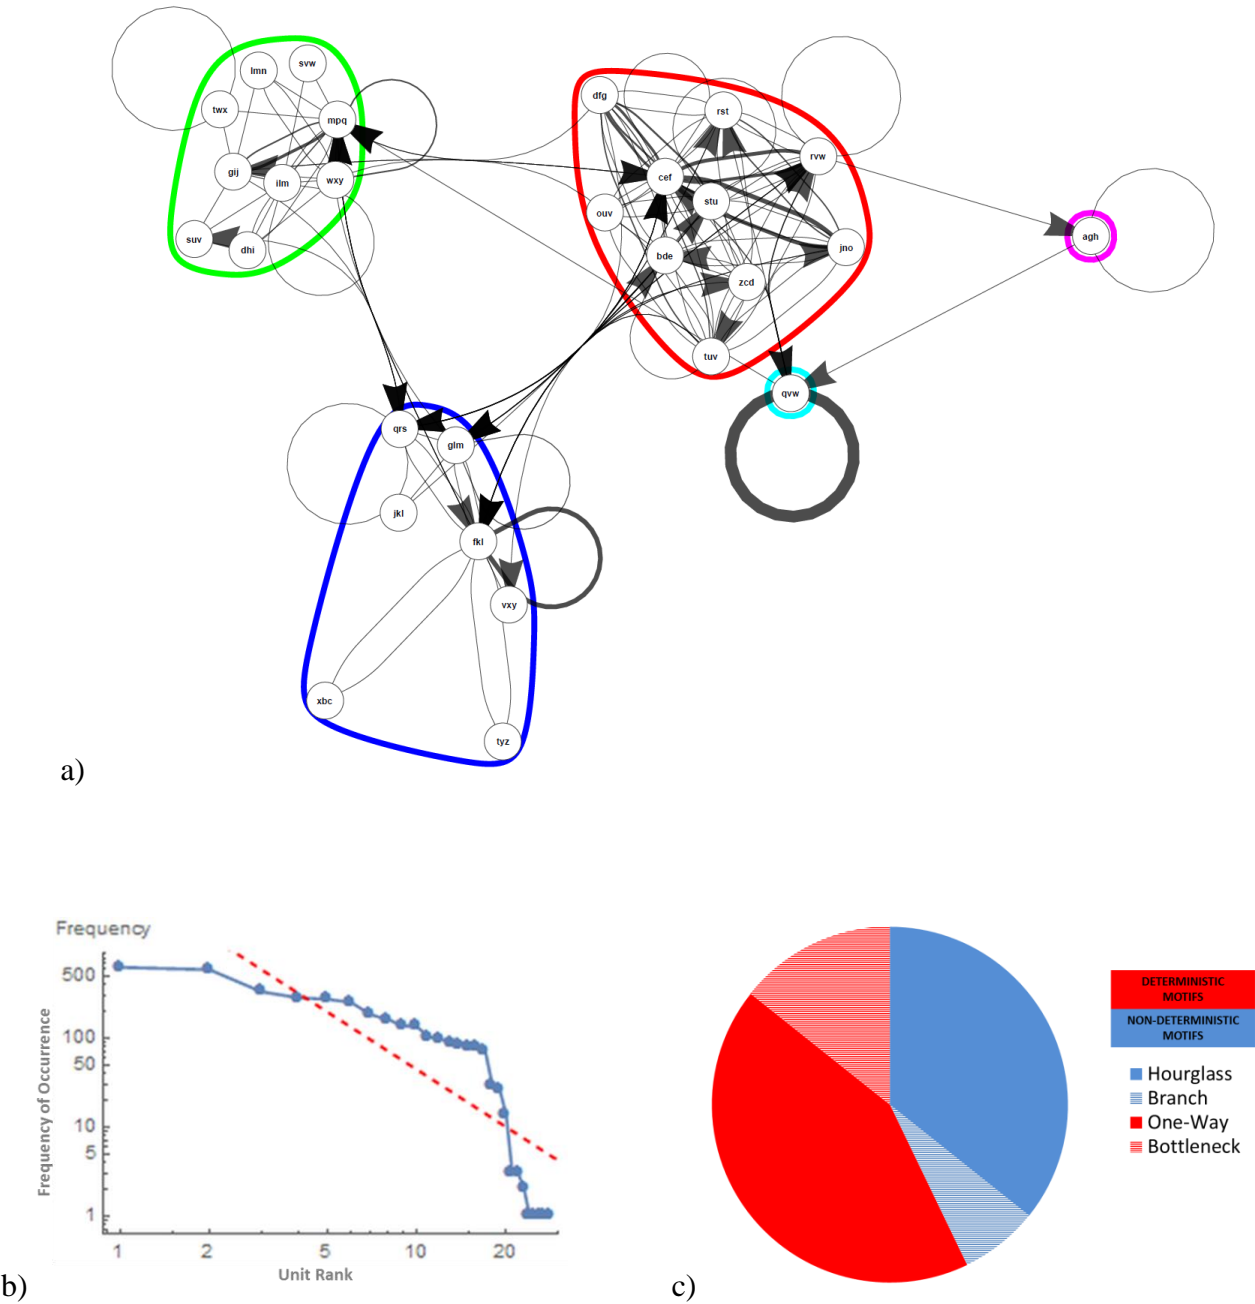 lmn
svw
twx
mpq
gij
ilm
wxy
suv
dhi
dfg
rst
rvw
cef
stu
ouv
bde
jno
zcd
tuv
agh
qvw
qrs
glm
jkl
fkl
vxy
xbc
tyz
a)
Frequency
500
100
50
10
5
1
1 2 5 10 20
Frequency of Occurrence
Unit Rank
b)
DETERMINISTIC
MOTIFS
NON-DETERMINISTIC
MOTIFS
Hourglass
Branch
One-Way
Bottleneck
c)